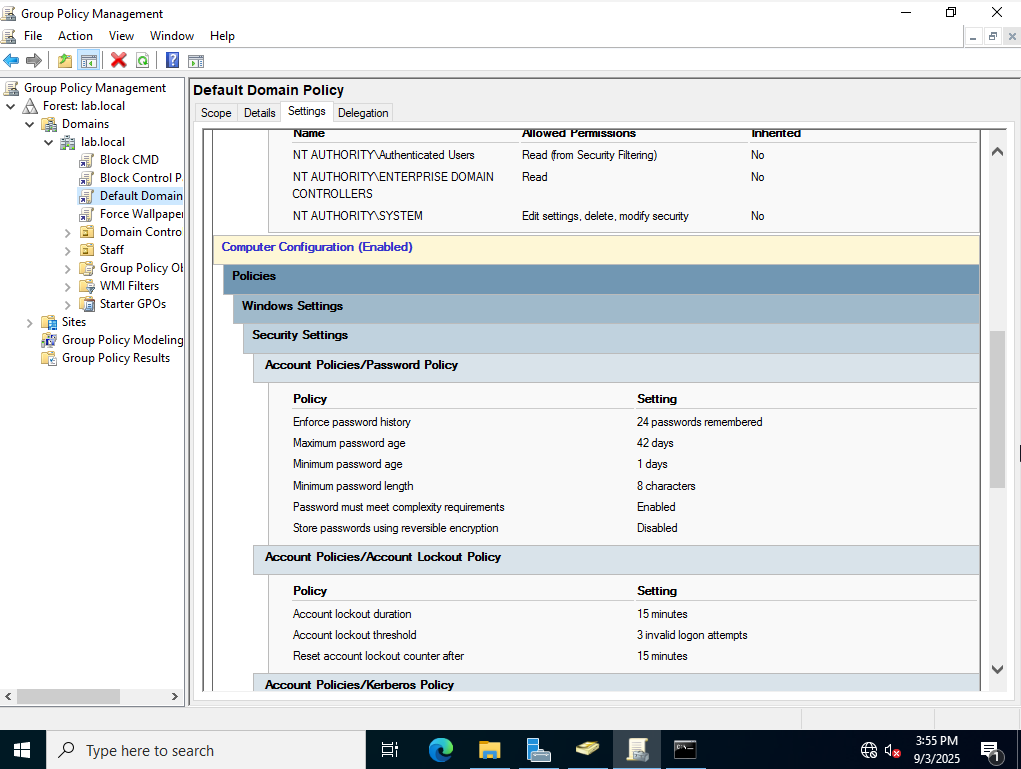 Group Policy Management
File Action View Window Help
Group Policy Management
Forest: lab.local
Domains
lab.local
Block CMD
Block Control P
Default Domain
Force Wallpaper
Domain Contro
Staff
Group Policy Ob
WMI Filters
Starter GPOs
Sites
Group Policy Modeling
Group Policy Results
Default Domain Policy
Scope Details Settings Delegation
Name Allowed Permissions Inherited
NT AUTHORITY\Authenticated Users Read (from Security Filtering) No
NT AUTHORITY\ENTERPRISE DOMAIN Read No
CONTROLLERS
NT AUTHORITY\SYSTEM Edit settings, delete, modify security No
Computer Configuration (Enabled)
Policies
Windows Settings
Security Settings
Account Policies/Password Policy
Policy Setting
Enforce password history 24 passwords remembered
Maximum password age 42 days
Minimum password age 1 days
Minimum password length 8 characters
Password must meet complexity requirements Enabled
Store passwords using reversible encryption Disabled
Account Policies/Account Lockout Policy
Policy Setting
Account lockout duration 15 minutes
Account lockout threshold 3 invalid logon attempts
Reset account lockout counter after 15 minutes
Account Policies/Kerberos Policy
Type here to search
3:55 PM
9/3/2025
1